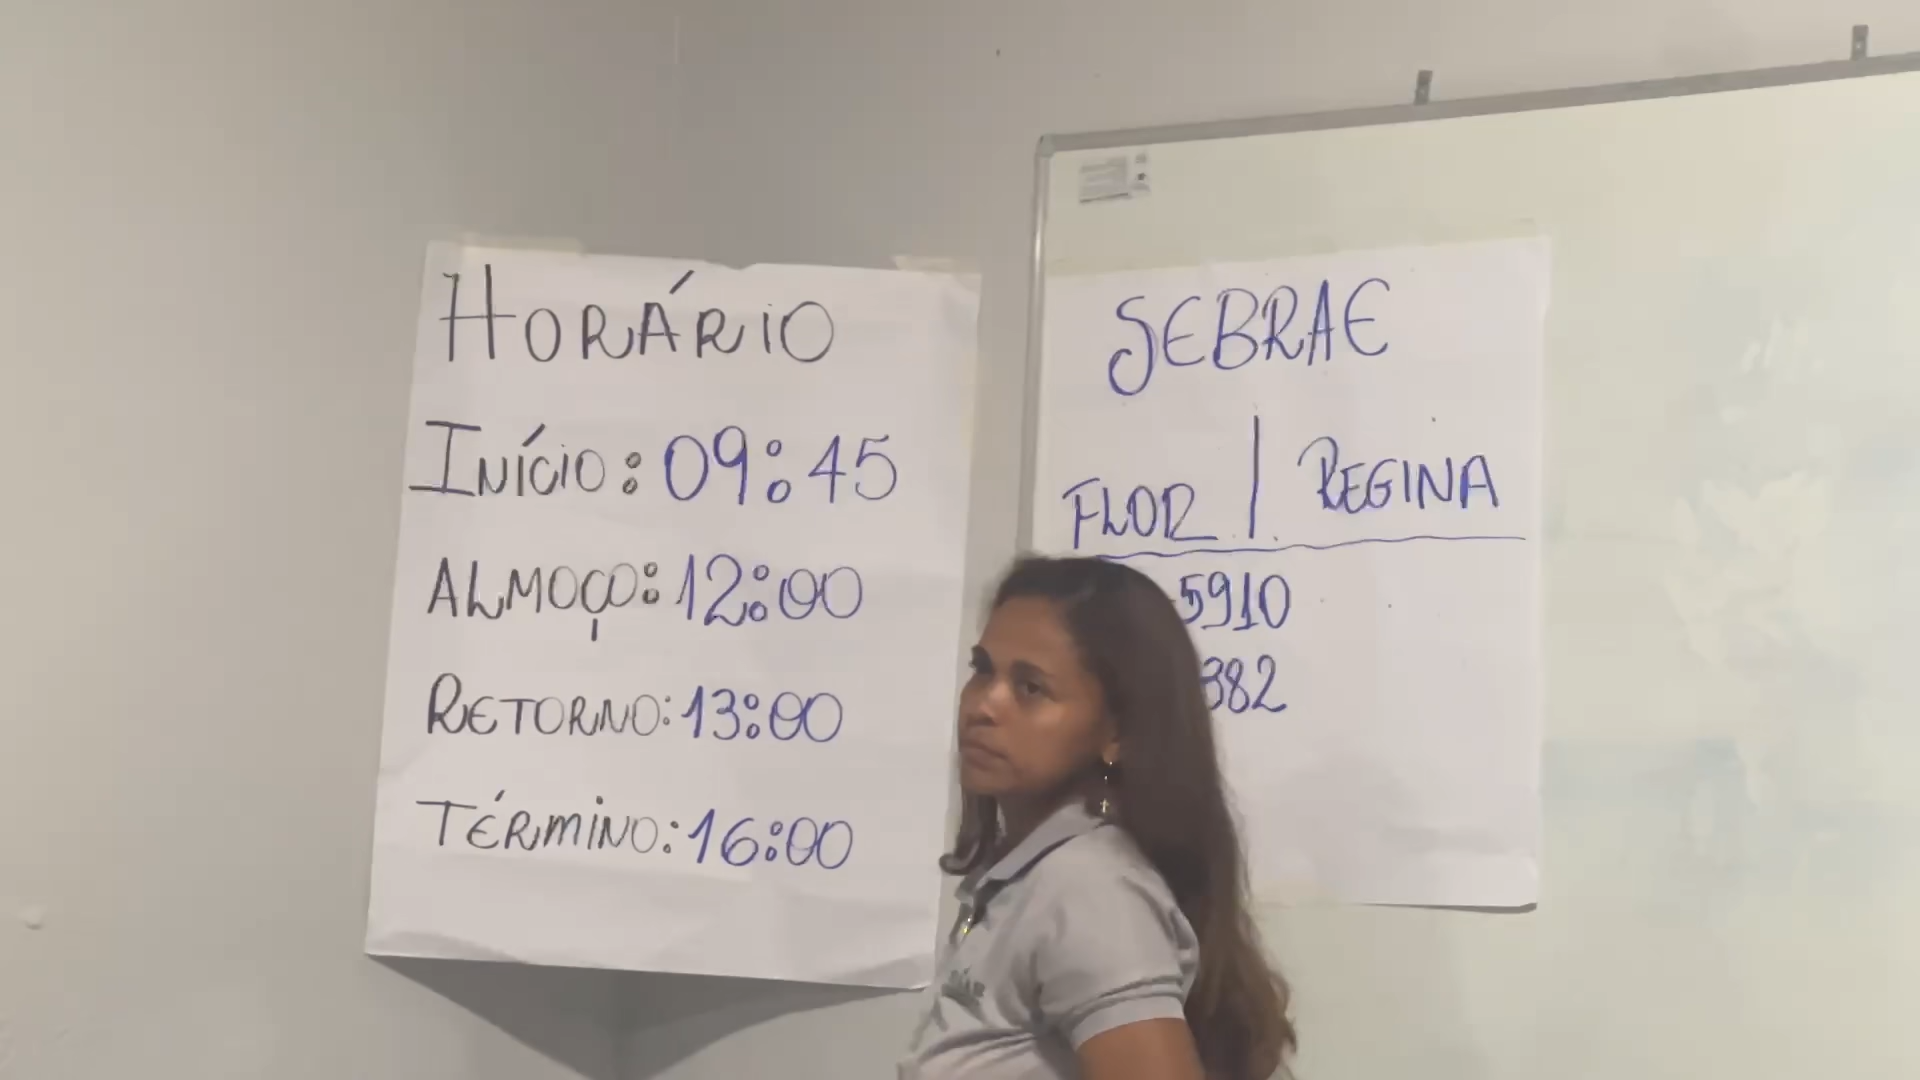 HORÁRIO
INÍCIO: 09:45
ALMOÇO: 12:00
RETORNO: 13:00
TÉRMINO: 16:00
SEBRAE
FLOR | REGINA
5910
382